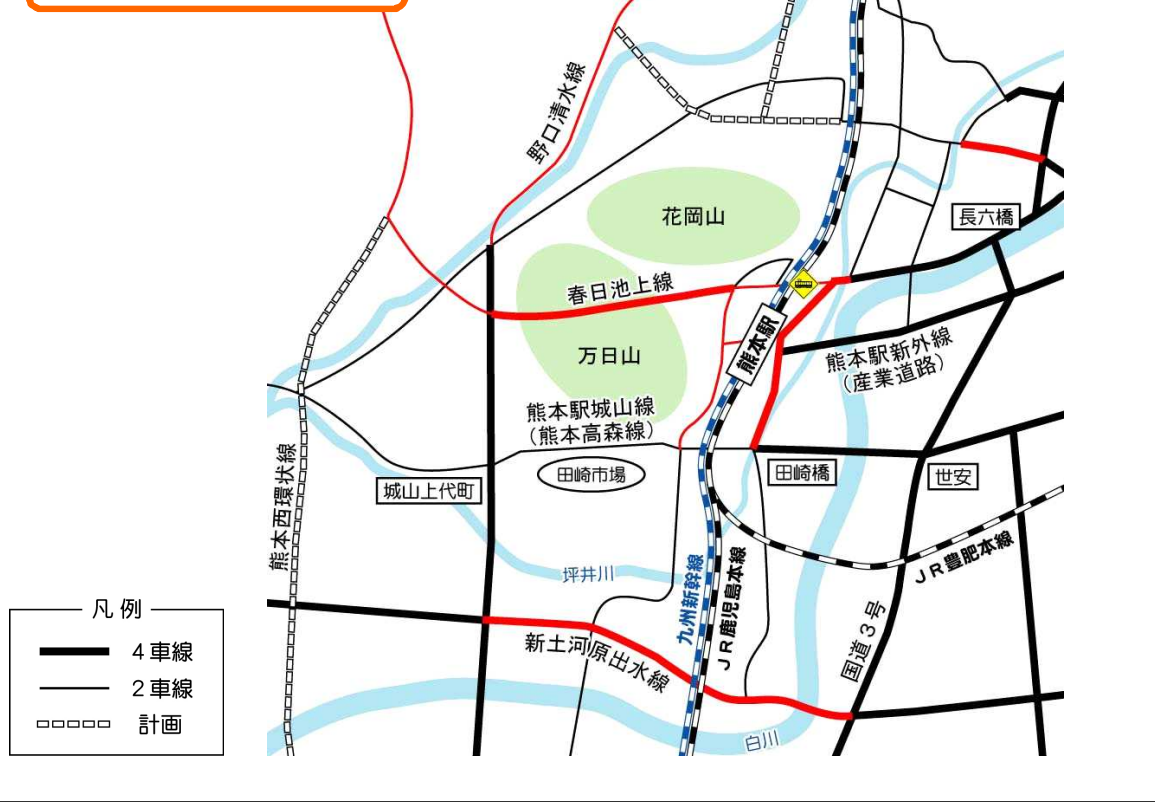 野口清水線
花岡山
長六橋
春日池上線
熊本駅
万日山
熊本駅新外線
（産業道路）
熊本駅城山線
（熊本高森線）
田崎市場
田崎橋
世安
城山上代町
熊本西環状線
坪井川
九州新幹線
ＪＲ鹿児島本線
ＪＲ豊肥本線
国道３号
新土河原出水線
白川
凡例
４車線
２車線
計画